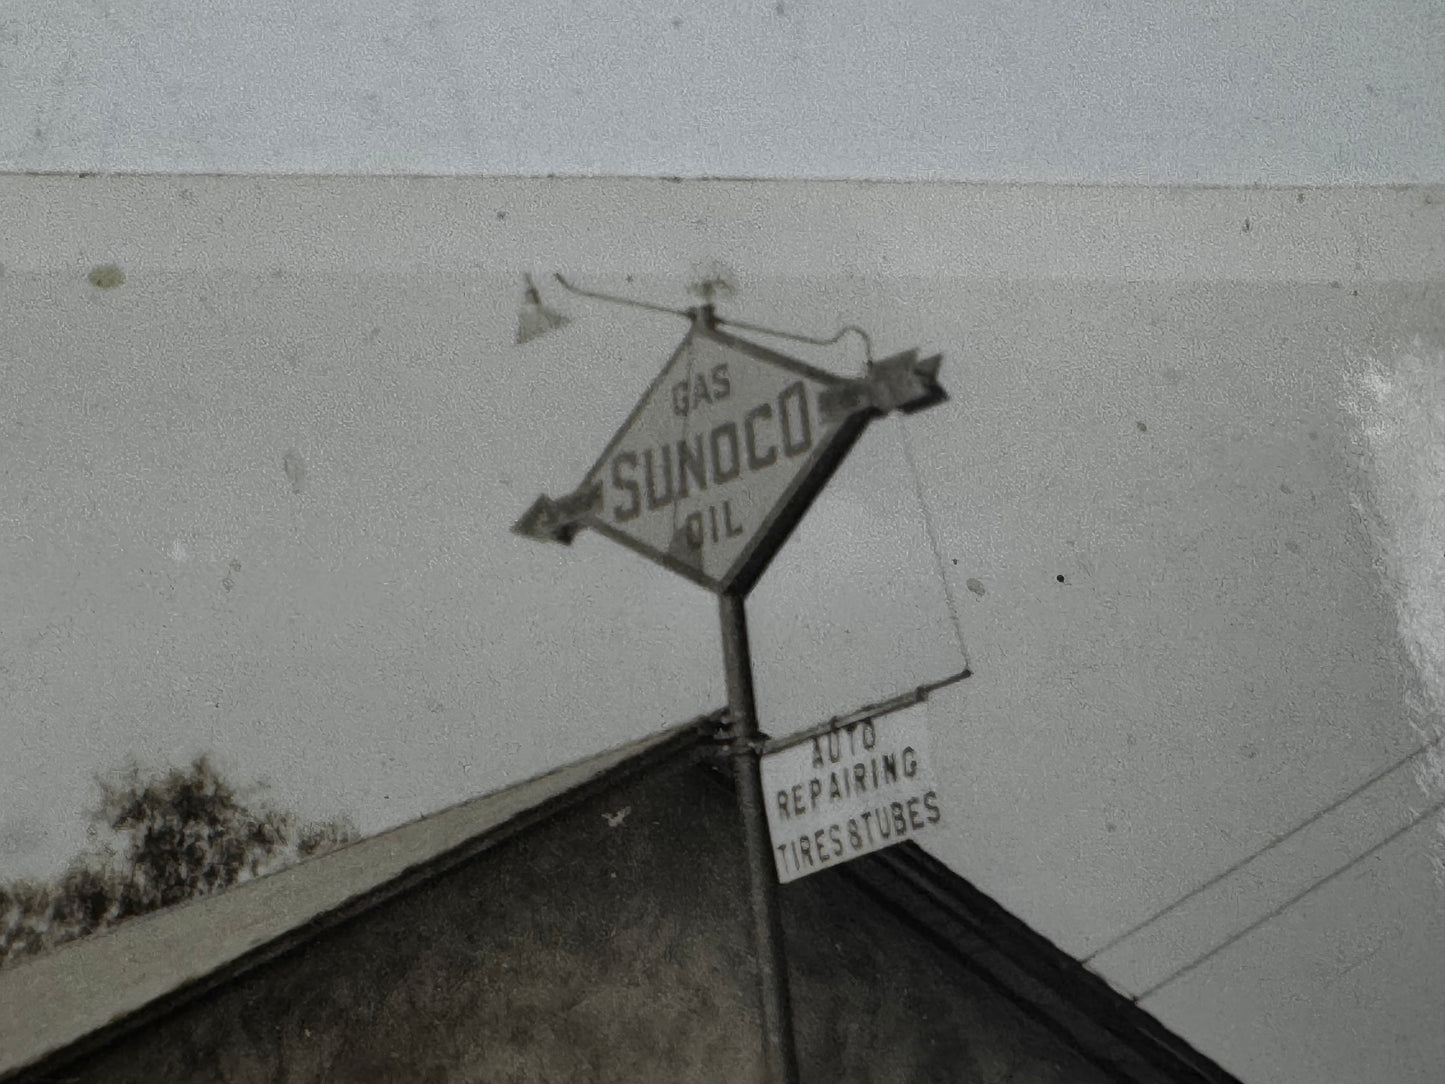 GAS
SUNOCO
OIL
AUTO
REPAIRING
TIRES & TUBES